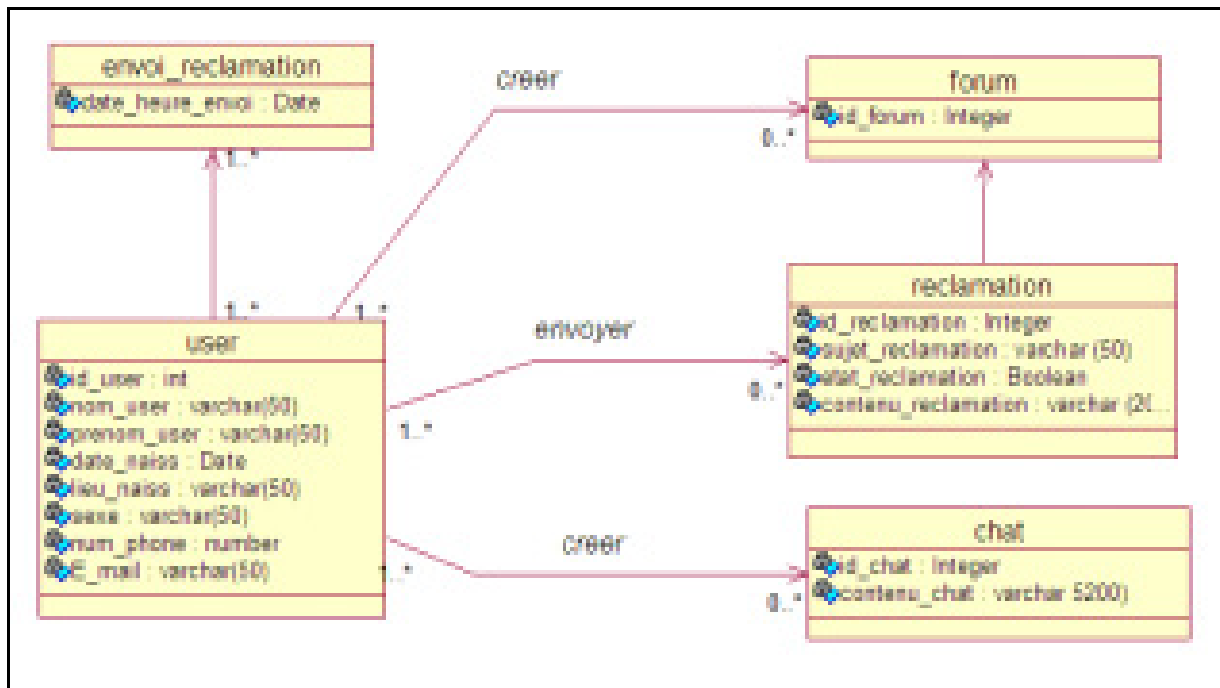 envoi_reclamation
date_heure_envoi : Date
1..*
1..*
creer
0..*
1..*
forum
id_forum : Integer
user
id_user : int
nom_user : varchar(50)
prenom_user : varchar(50)
date_naiss : Date
lieu_naiss : varchar(50)
sexe : varchar(50)
num_phone : number
E_mail : varchar(50)
envoyer
1..*
0..*
reclamation
id_reclamation : Integer
sujet_reclamation : varchar (50)
etat_reclamation : Boolean
contenu_reclamation : varchar (20...
creer
1..*
0..*
chat
id_chat : Integer
contenu_chat : varchar 5200)